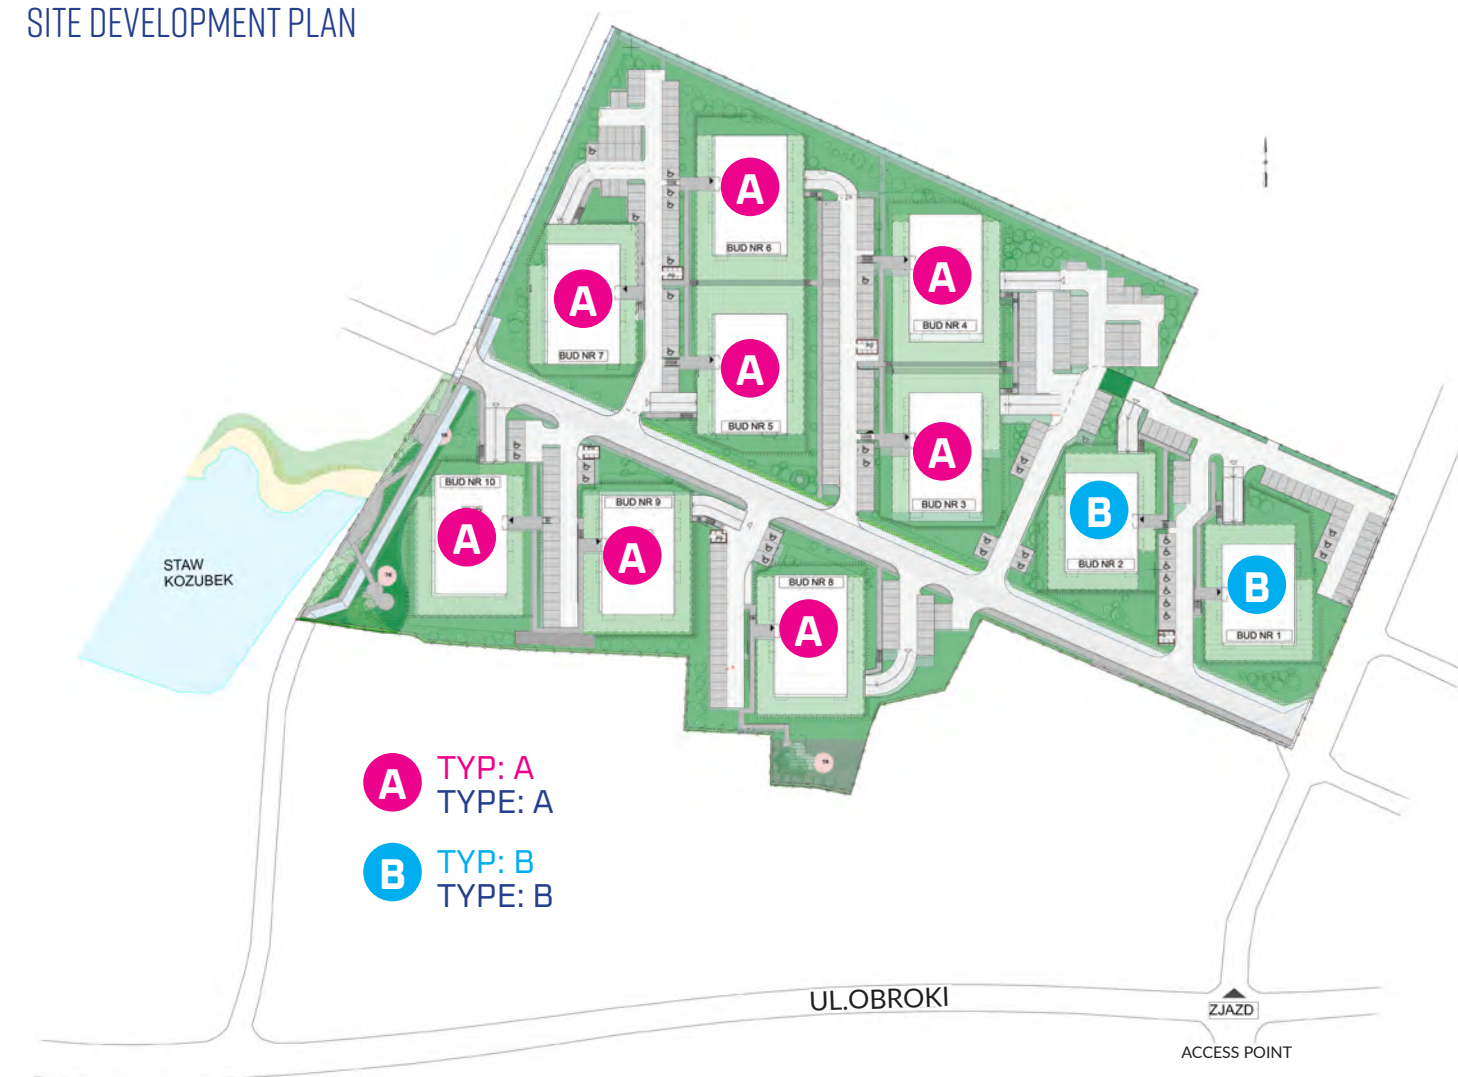 SITE DEVELOPMENT PLAN
A
BUD NR 6
A
BUD NR 4
A
BUD NR 7
A
BUD NR 5
A
BUD NR 3
BUD NR 10
A
BUD NR 9
A
BUD NR 8
A
B
BUD NR 2
B
BUD NR 1
STAW
KOZUBEK
A
TYP: A
TYPE: A
B
TYP: B
TYPE: B
UL.OBROKI
ZJAZD
ACCESS POINT